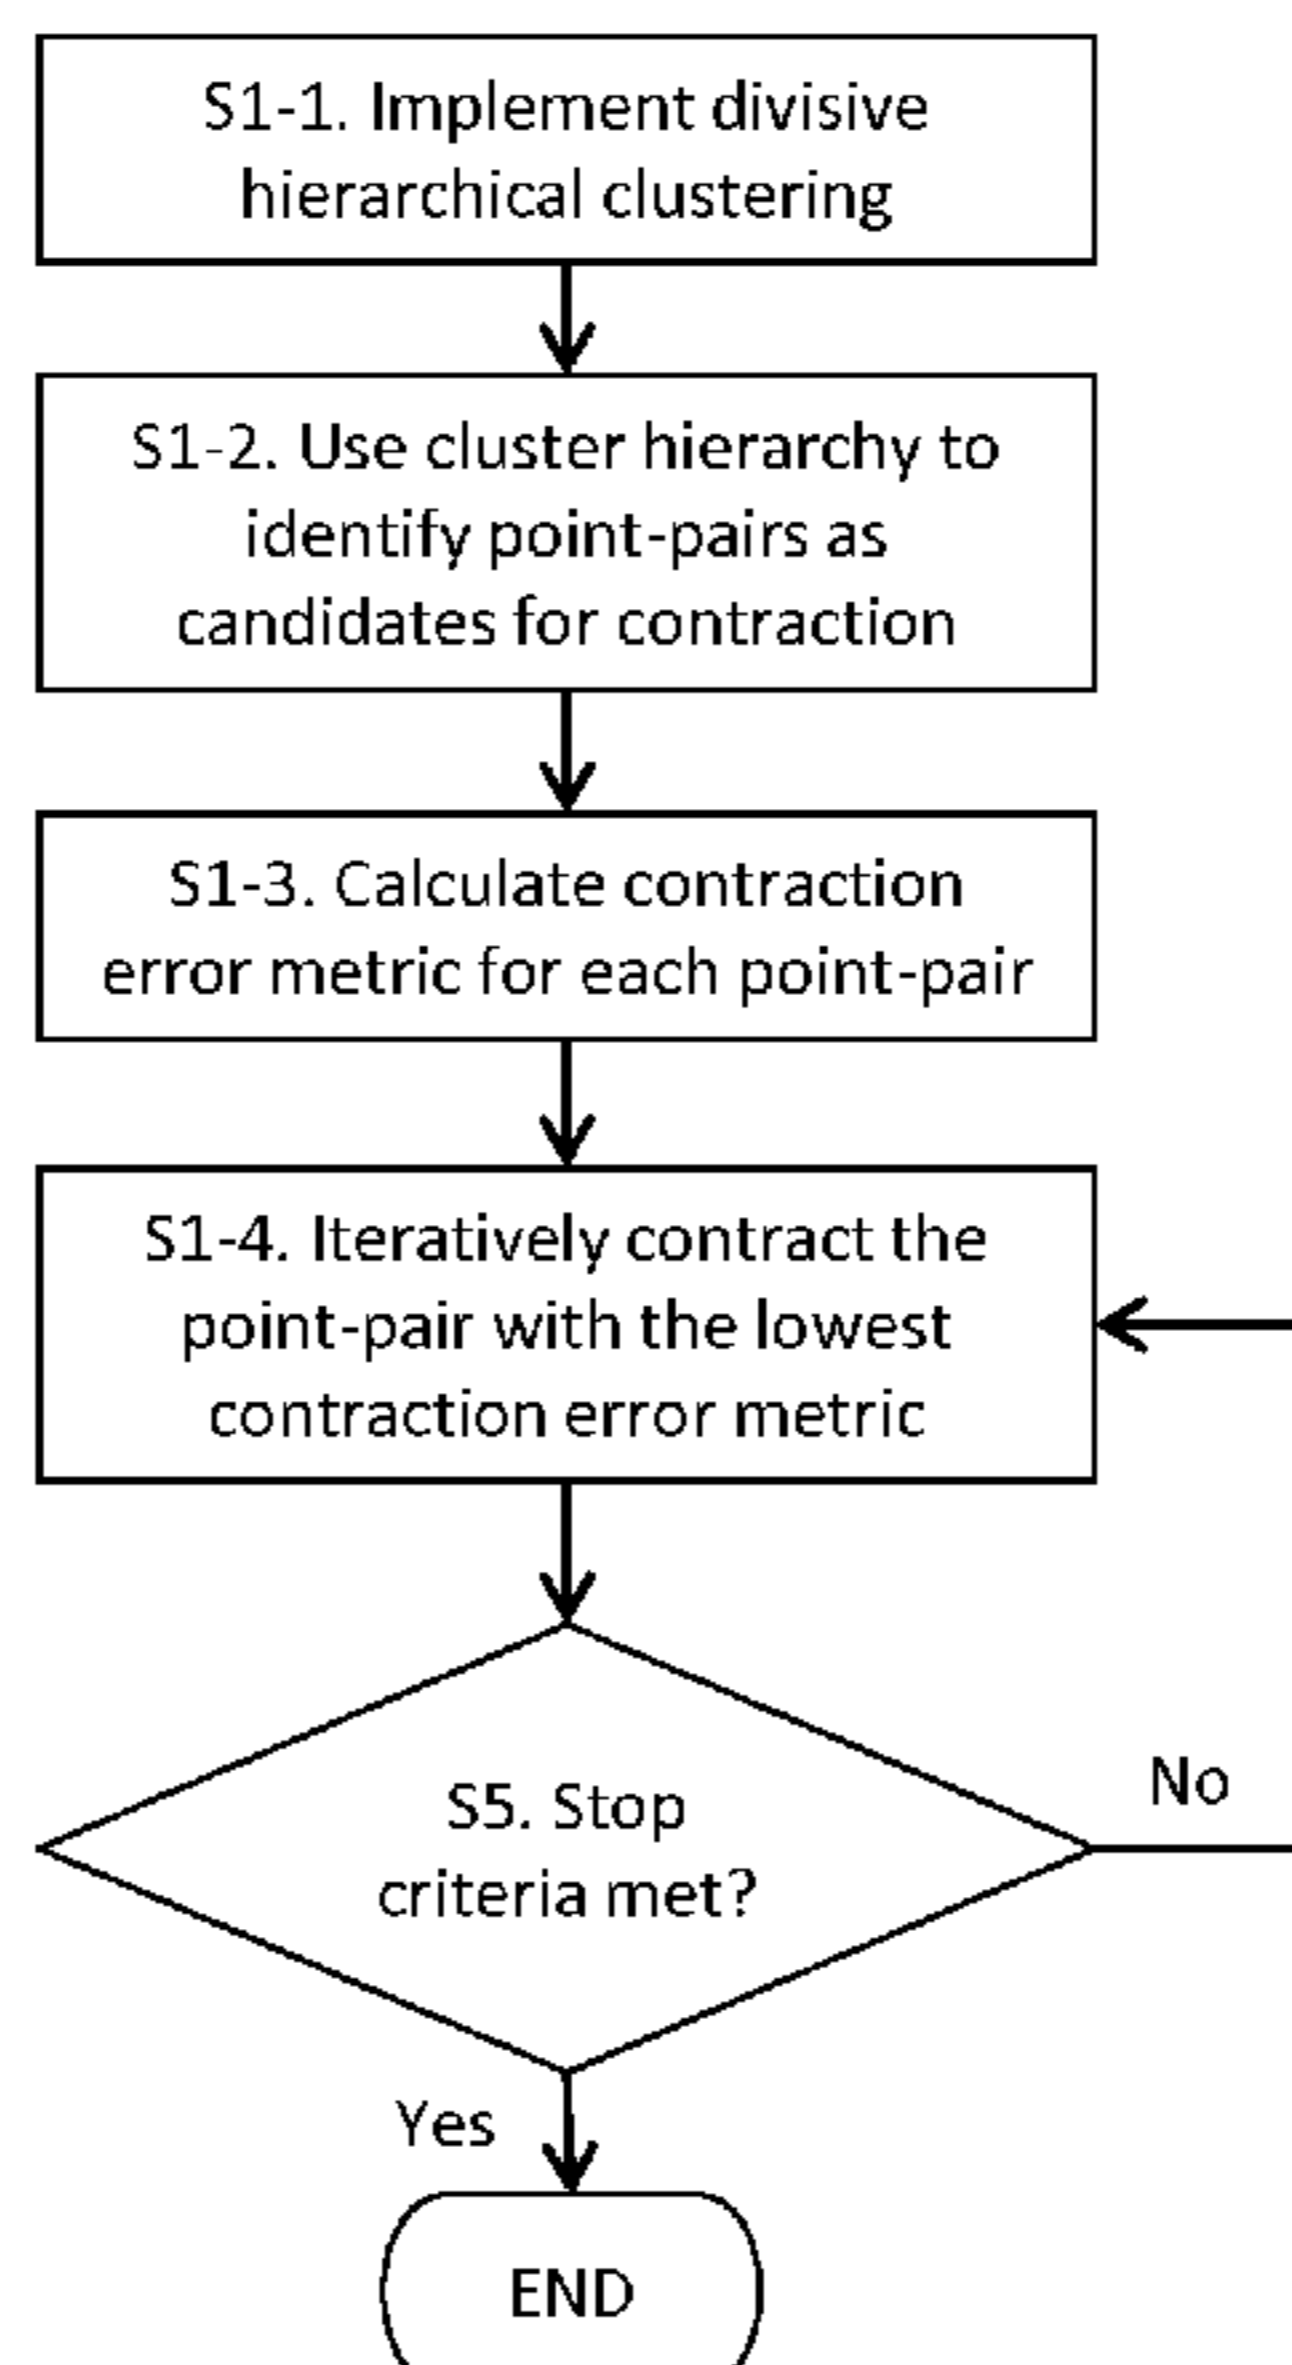 S1-1. Implement divisive
hierarchical clustering
S1-2. Use cluster hierarchy to
identify point-pairs as
candidates for contraction
S1-3. Calculate contraction
error metric for each point-pair
S1-4. Iteratively contract the
point-pair with the lowest
contraction error metric
S5. Stop
criteria met?
No
Yes
END